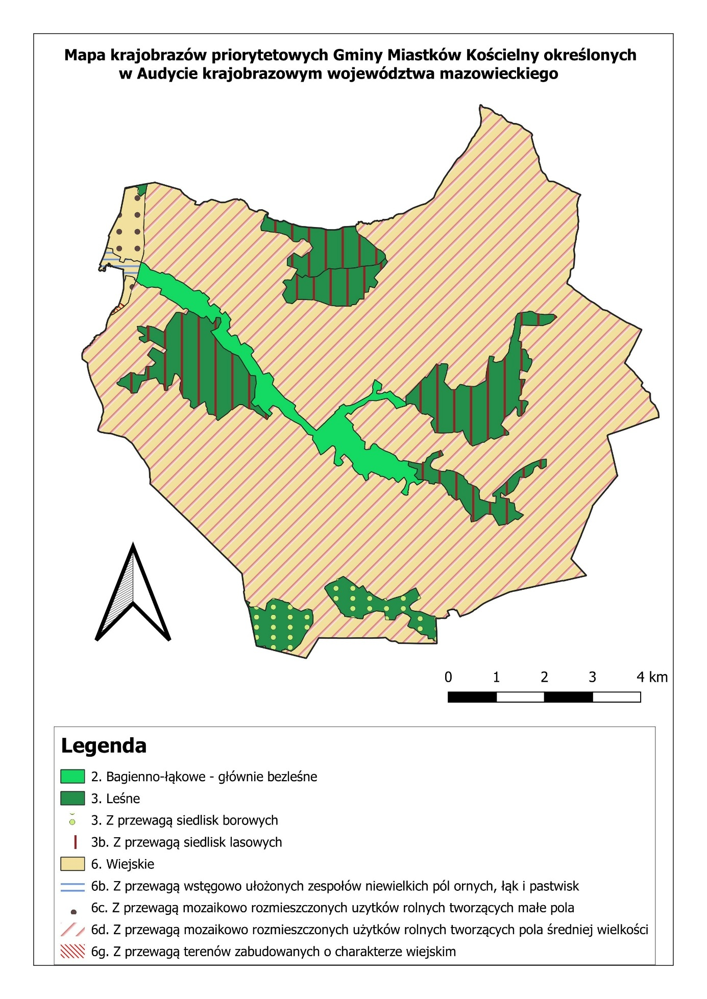 Mapa krajobrazów priorytetowych Gminy Miastków Kościelny określonych
w Audycie krajobrazowym województwa mazowieckiego
0 1 2 3 4 km
Legenda
2. Bagienno-łąkowe - głównie bezleśne
3. Leśne
3. Z przewagą siedlisk borowych
3b. Z przewagą siedlisk lasowych
6. Wiejskie
6b. Z przewagą wstęgowo ułożonych zespołów niewielkich pól ornych, łąk i pastwisk
6c. Z przewagą mozaikowo rozmieszczonych uzytków rolnych tworzących małe pola
6d. Z przewagą mozaikowo rozmieszczonych użytków rolnych tworzących pola średniej wielkości
6g. Z przewagą terenów zabudowanych o charakterze wiejskim